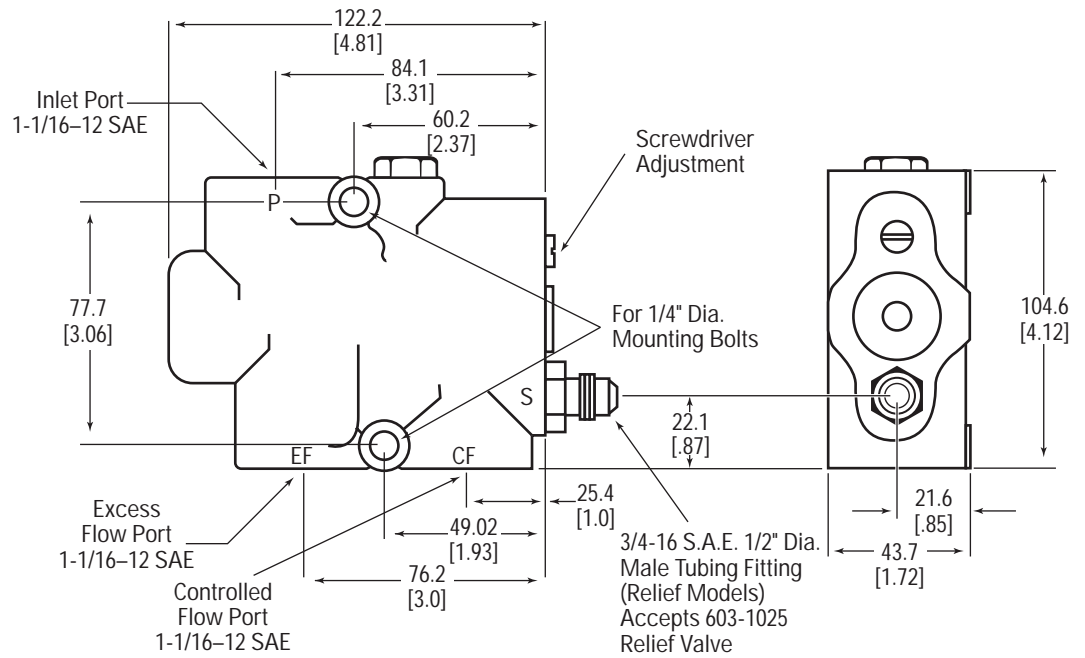 122.2
[4.81]
84.1
[3.31]
60.2
[2.37]
Inlet Port
1-1/16–12 SAE
Screwdriver
Adjustment
P
77.7
[3.06]
For 1/4" Dia.
Mounting Bolts
104.6
[4.12]
S
22.1
[.87]
EF
CF
25.4
[1.0]
21.6
[.85]
49.02
[1.93]
43.7
[1.72]
76.2
[3.0]
Excess
Flow Port
1-1/16–12 SAE
Controlled
Flow Port
1-1/16–12 SAE
3/4-16 S.A.E. 1/2" Dia.
Male Tubing Fitting
(Relief Models)
Accepts 603-1025
Relief Valve